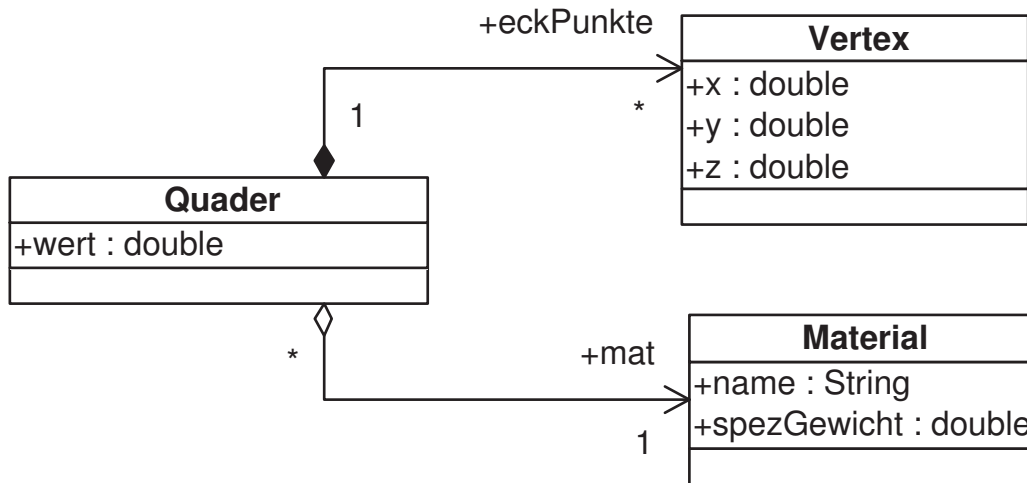 +eckPunkte
1
*
Vertex
+x : double
+y : double
+z : double
Quader
+wert : double
*
+mat
1
Material
+name : String
+spezGewicht : double